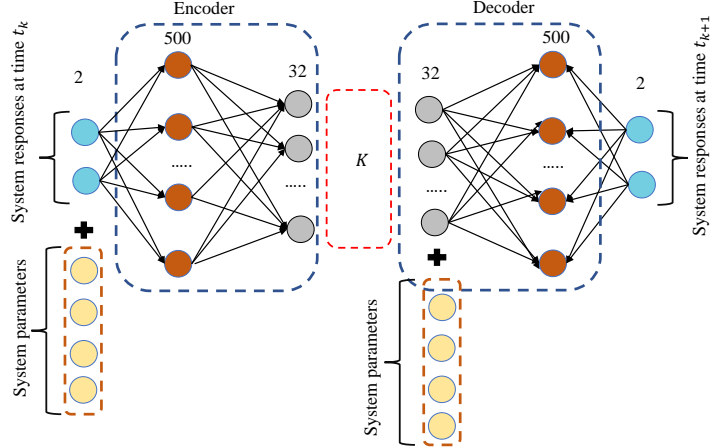 Encoder
Decoder
500
500
2
32
32
2
System responses at time t_k
K
System responses at time t_{k+1}
.....
.....
.....
.....
System parameters
System parameters